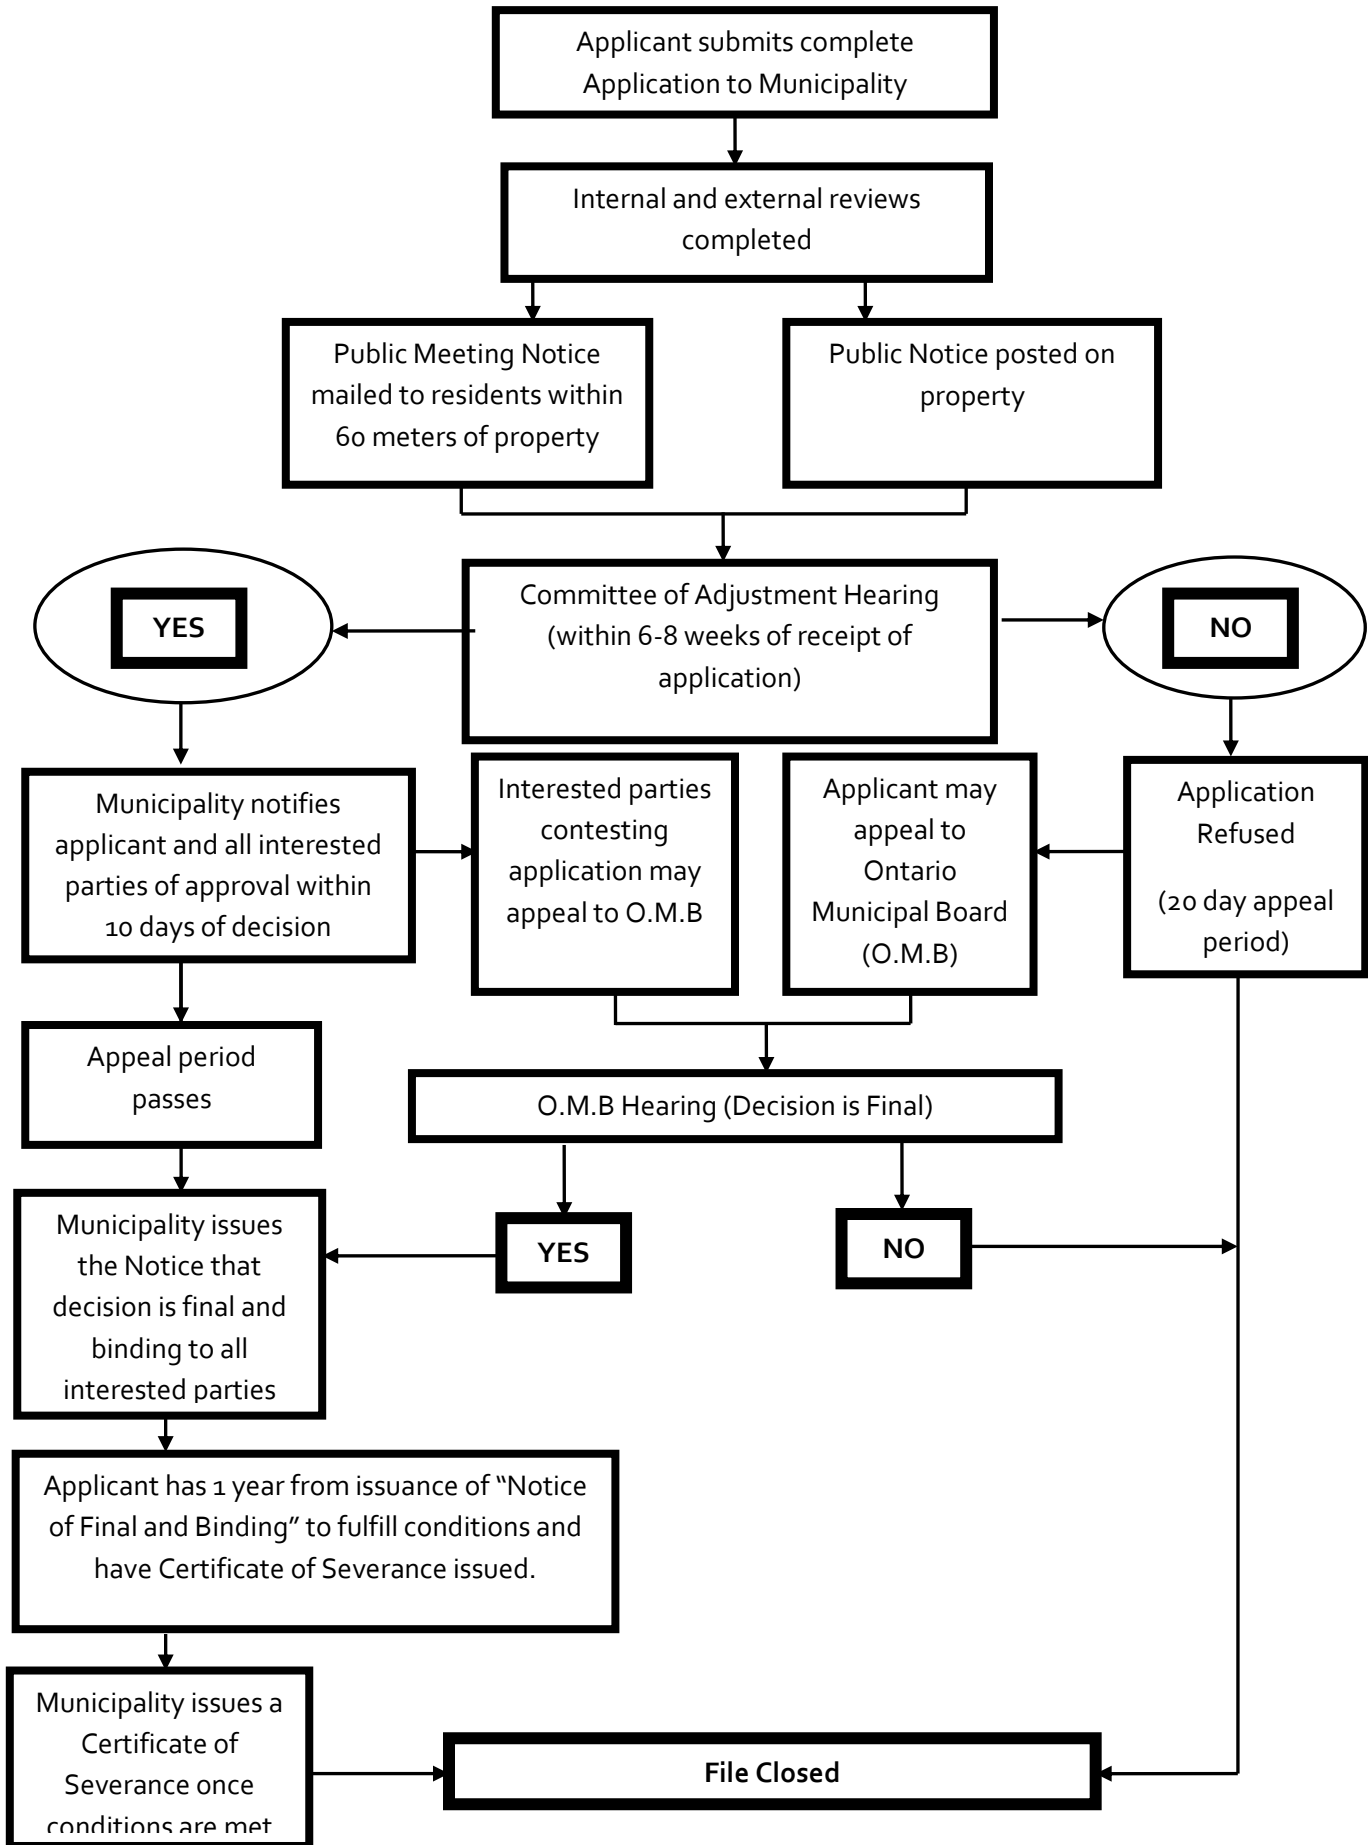 Applicant submits complete
Application to Municipality
Internal and external reviews
completed
Public Meeting Notice
mailed to residents within
60 meters of property
Public Notice posted on
property
Committee of Adjustment Hearing
(within 6-8 weeks of receipt of
application)
YES
NO
Municipality notifies
applicant and all interested
parties of approval within
10 days of decision
Interested parties
contesting
application may
appeal to O.M.B
Applicant may
appeal to
Ontario
Municipal Board
(O.M.B)
Application
Refused
(20 day appeal
period)
Appeal period
passes
O.M.B Hearing (Decision is Final)
YES
NO
Municipality issues
the Notice that
decision is final and
binding to all
interested parties
Applicant has 1 year from issuance of “Notice
of Final and Binding” to fulfill conditions and
have Certificate of Severance issued.
Municipality issues a
Certificate of
Severance once
conditions are met
File Closed